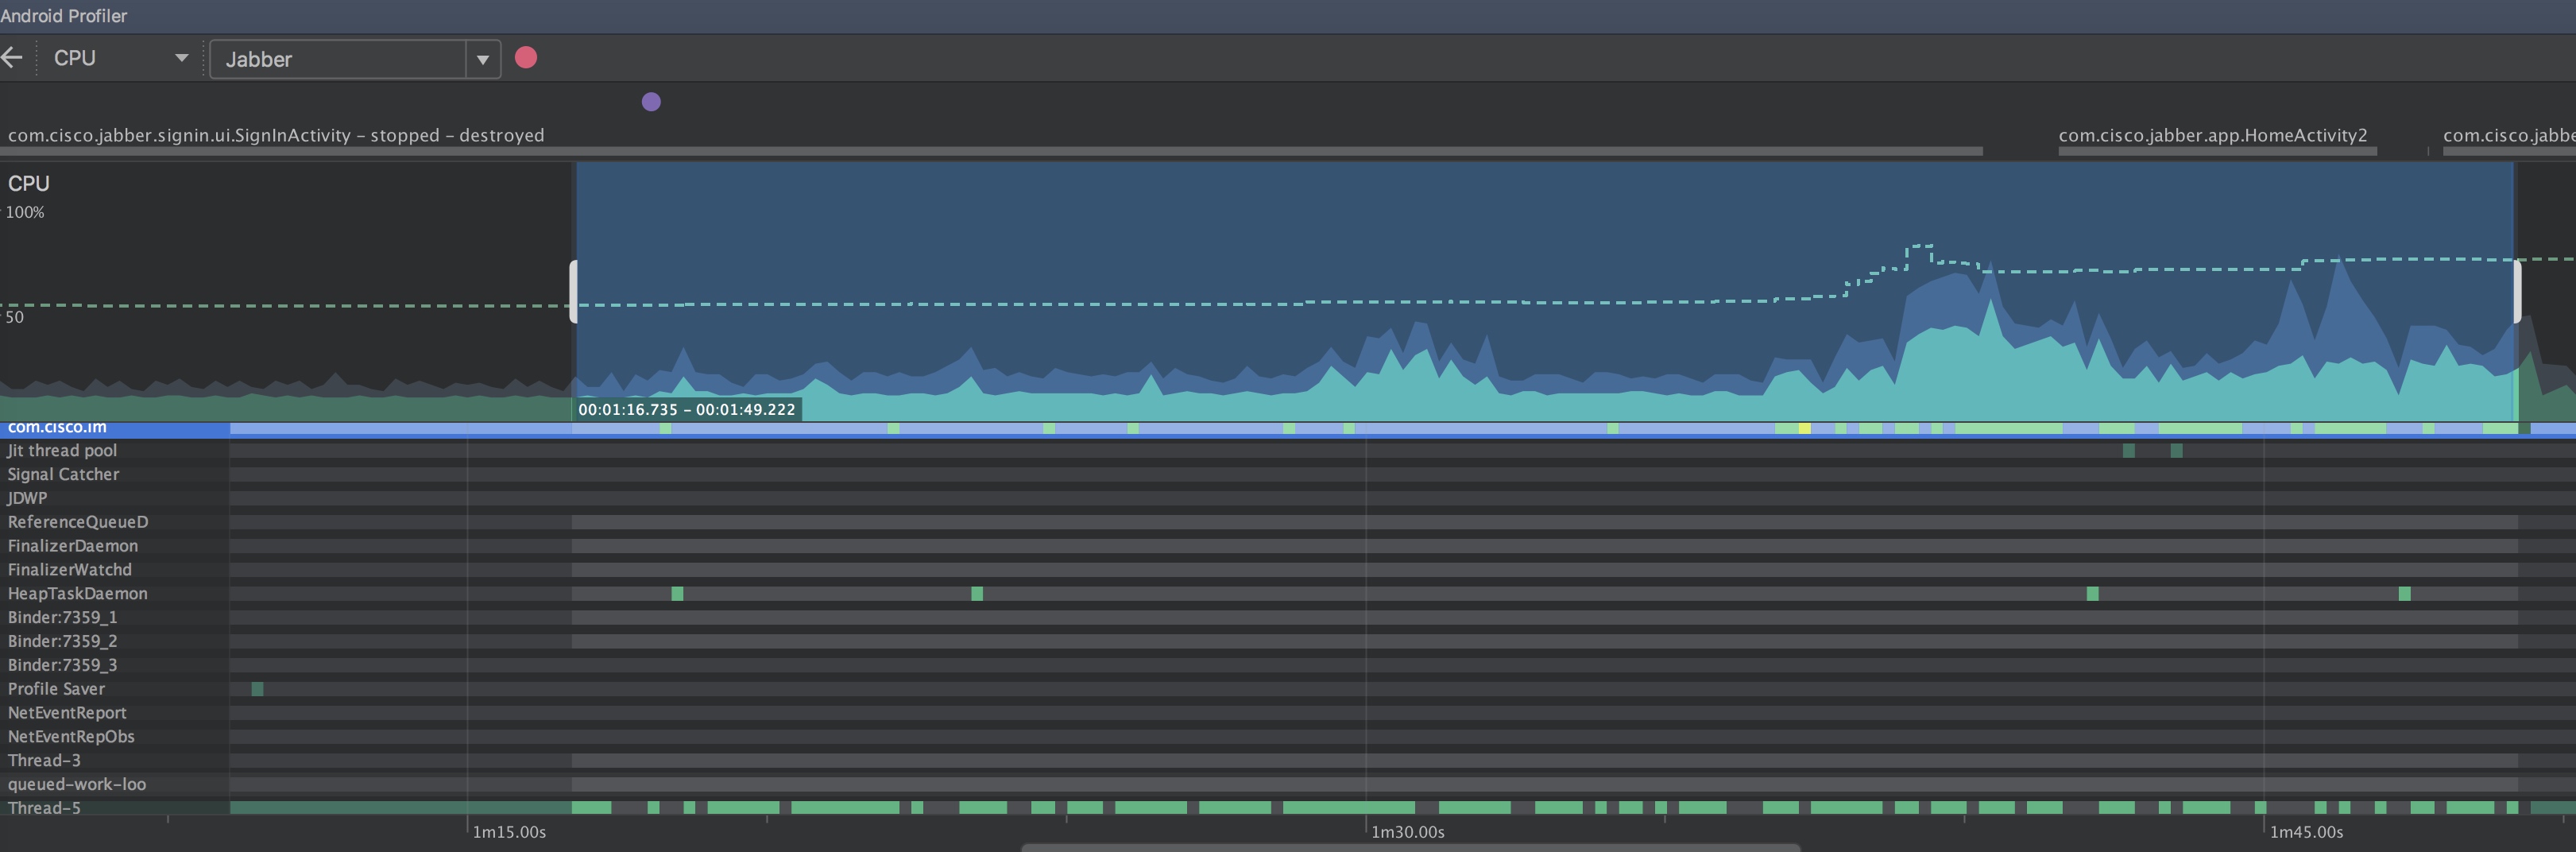 Android Profiler
CPU
Jabber
com.cisco.jabber.signin.ui.SignInActivity – stopped – destroyed
com.cisco.jabber.app.HomeActivity2
com.cisco.jabbe
CPU
100%
50
00:01:16.735 – 00:01:49.222
com.cisco.im
Jit thread pool
Signal Catcher
JDWP
ReferenceQueueD
FinalizerDaemon
FinalizerWatchd
HeapTaskDaemon
Binder:7359_1
Binder:7359_2
Binder:7359_3
Profile Saver
NetEventReport
NetEventRepObs
Thread-3
queued-work-loo
Thread-5
1m15.00s
1m30.00s
1m45.00s